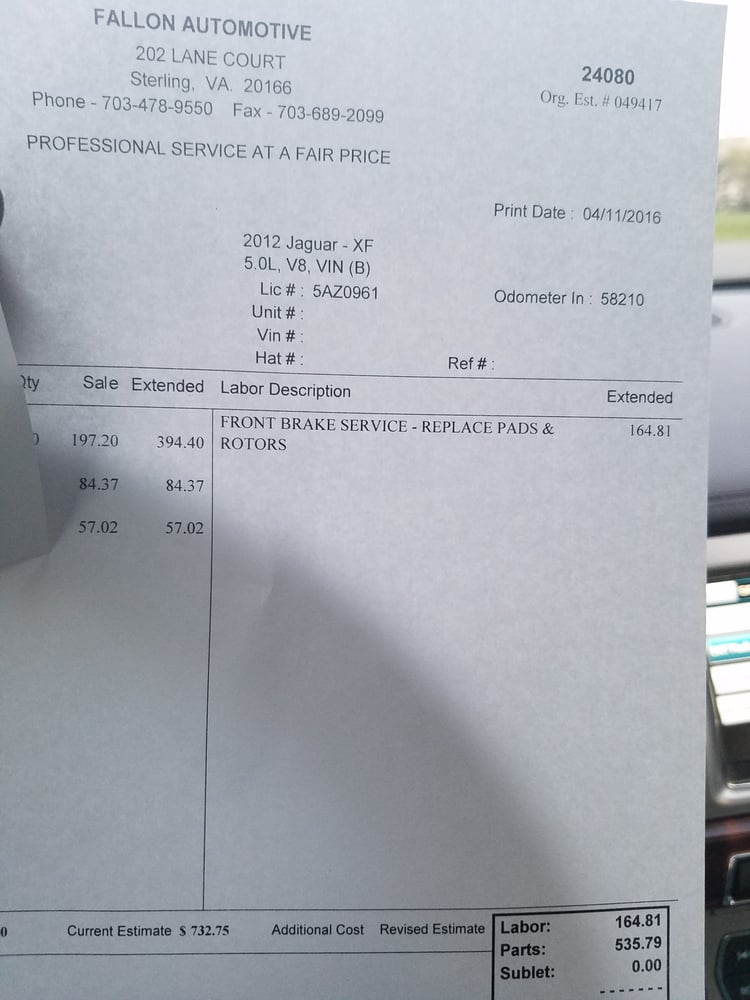 FALLON AUTOMOTIVE
202 LANE COURT
Sterling, VA. 20166
Phone - 703-478-9550 Fax - 703-689-2099
PROFESSIONAL SERVICE AT A FAIR PRICE
24080
Org. Est. # 049417
Print Date : 04/11/2016
2012 Jaguar - XF
5.0L, V8, VIN (B)
Lic # : 5AZ0961
Odometer In : 58210
Unit # :
Vin # :
Hat # :
Ref # :
Qty Sale Extended Labor Description Extended
197.20 394.40 FRONT BRAKE SERVICE - REPLACE PADS & 164.81
ROTORS
84.37 84.37
57.02 57.02
0 Current Estimate $ 732.75 Additional Cost Revised Estimate
Labor: 164.81
Parts: 535.79
Sublet: 0.00